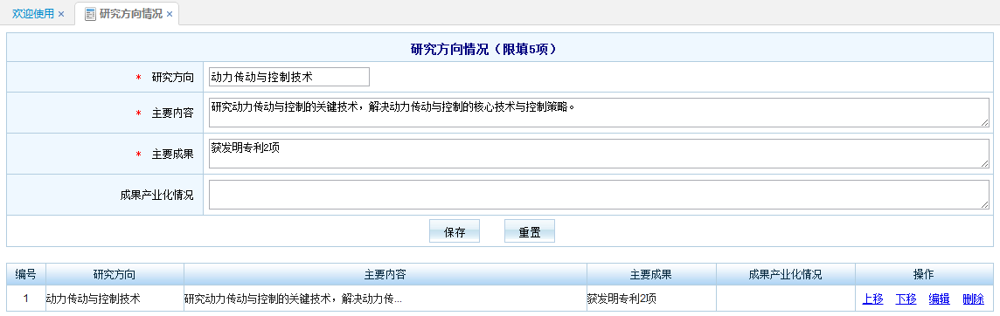 欢迎使用 × 研究方向情况 ×
研究方向情况（限填5项）
* 研究方向 动力传动与控制技术
* 主要内容 研究动力传动与控制的关键技术，解决动力传动与控制的核心技术与控制策略。
* 主要成果 获发明专利2项
成果产业化情况
保存 重置
编号 研究方向 主要内容 主要成果 成果产业化情况 操作
1 动力传动与控制技术 研究动力传动与控制的关键技术，解决动力传... 获发明专利2项 上移 下移 编辑 删除